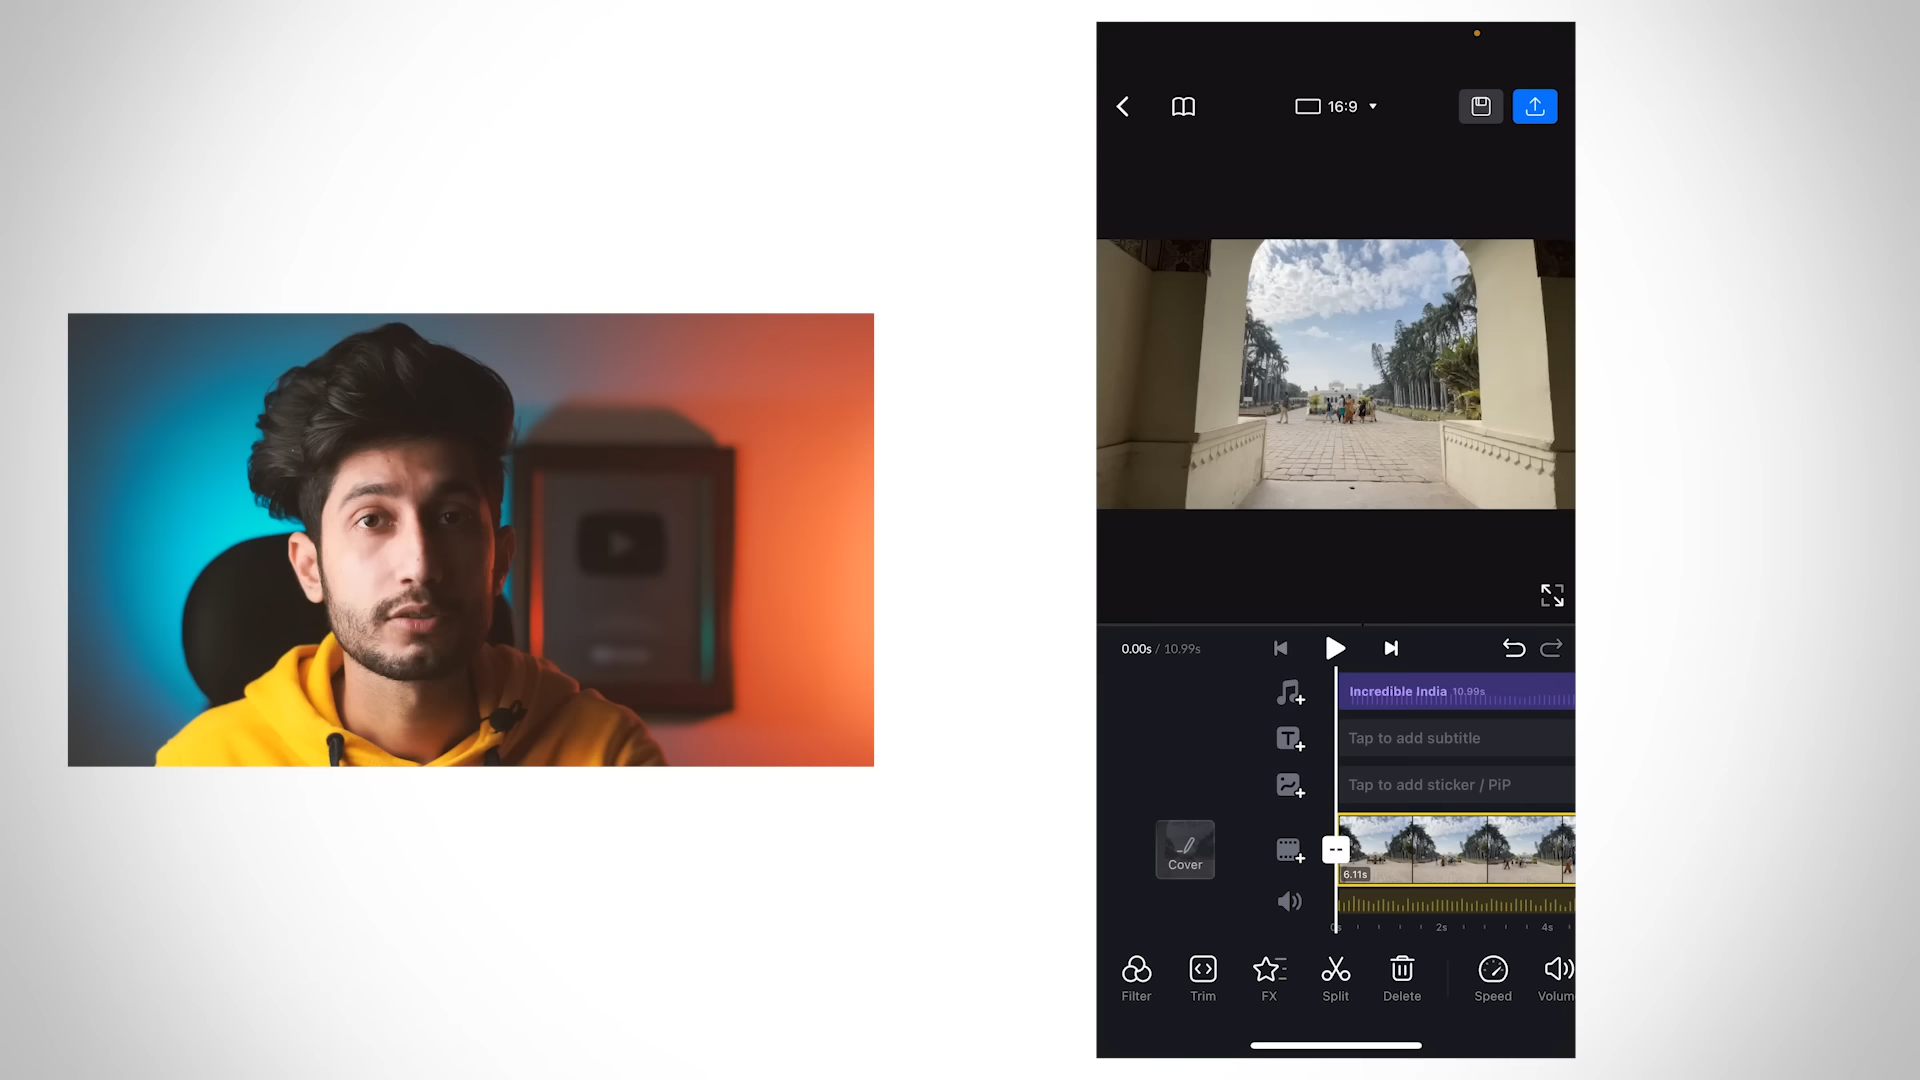 16:9
0.00s / 10.99s
Incredible India 10.99s
Tap to add subtitle
Tap to add sticker / PiP
Cover
6.11s
0s 2s 4s
Filter Trim FX Split Delete Speed Volum